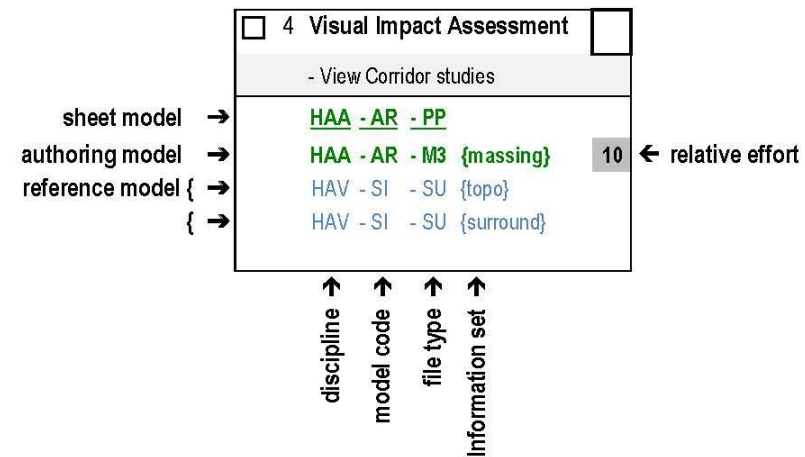 4 Visual Impact Assessment
- View Corridor studies
sheet model → HAA - AR - PP
authoring model → HAA - AR - M3 {massing} 10 ← relative effort
reference model { → HAV - SI - SU {topo}
{ → HAV - SI - SU {surround}
discipline →
model code →
file type →
Information set →